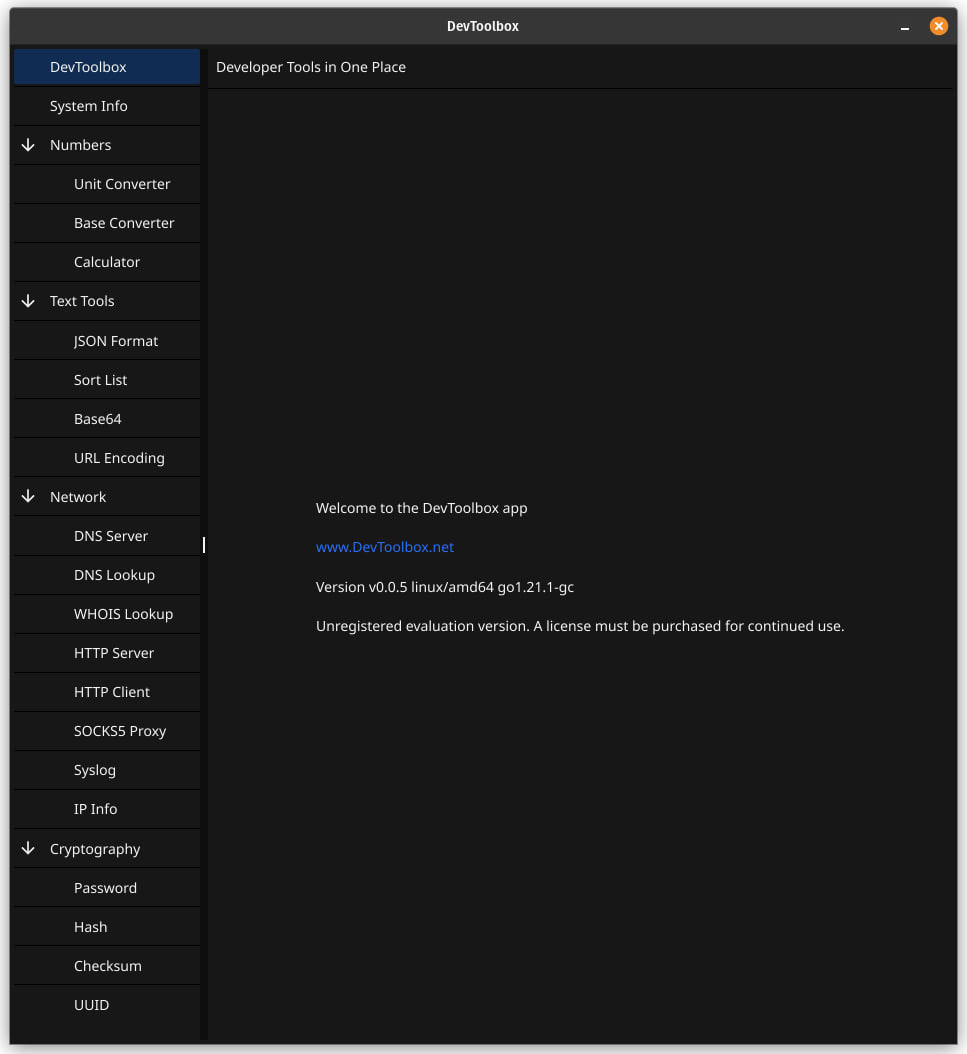 DevToolbox
DevToolbox
System Info
Numbers
Unit Converter
Base Converter
Calculator
Text Tools
JSON Format
Sort List
Base64
URL Encoding
Network
DNS Server
DNS Lookup
WHOIS Lookup
HTTP Server
HTTP Client
SOCKS5 Proxy
Syslog
IP Info
Cryptography
Password
Hash
Checksum
UUID
Developer Tools in One Place
Welcome to the DevToolbox app
www.DevToolbox.net
Version v0.0.5 linux/amd64 go1.21.1-gc
Unregistered evaluation version. A license must be purchased for continued use.